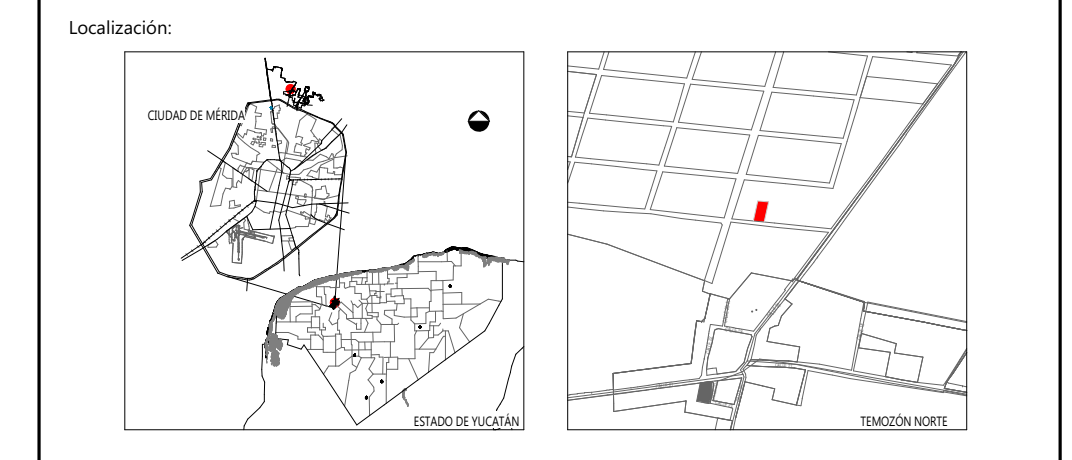 Localización:
CIUDAD DE MÉRIDA
ESTADO DE YUCATÁN
TEMOZÓN NORTE